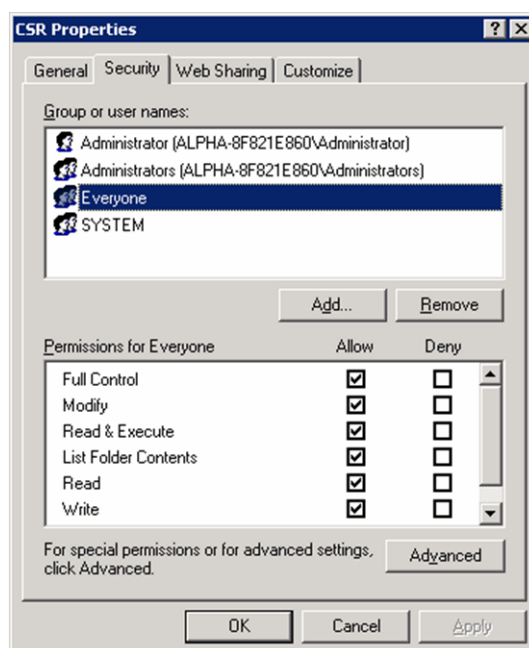 CSR Properties
General Security Web Sharing Customize
Group or user names:
Administrator (ALPHA-8F821E860\Administrator)
Administrators (ALPHA-8F821E860\Administrators)
Everyone
SYSTEM
Add... Remove
Permissions for Everyone Allow Deny
Full Control
Modify
Read & Execute
List Folder Contents
Read
Write
For special permissions or for advanced settings,
click Advanced.
Advanced
OK Cancel Apply